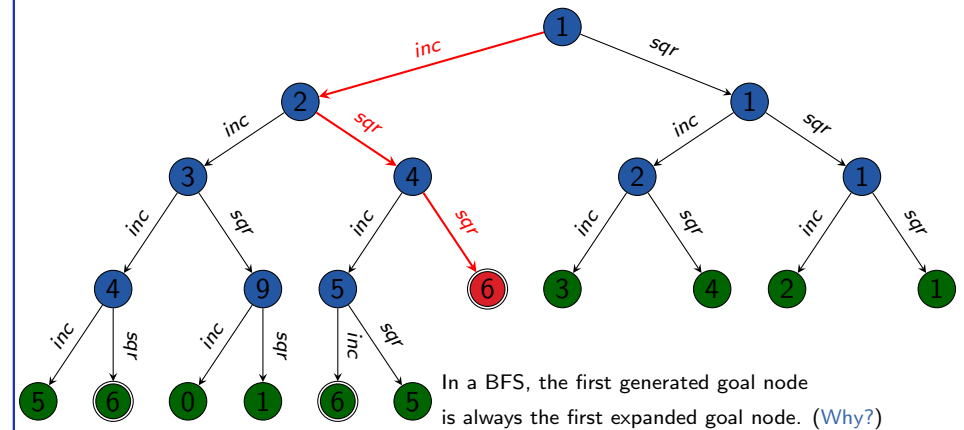 1
inc
sqr
2
1
inc
sqr
inc
sqr
3
4
2
1
inc
sqr
inc
sqr
inc
sqr
inc
sqr
4
9
5
6
3
4
2
1
inc
sqr
inc
sqr
inc
sqr
5
6
0
1
6
5
In a BFS, the first generated goal node
is always the first expanded goal node. (Why?)